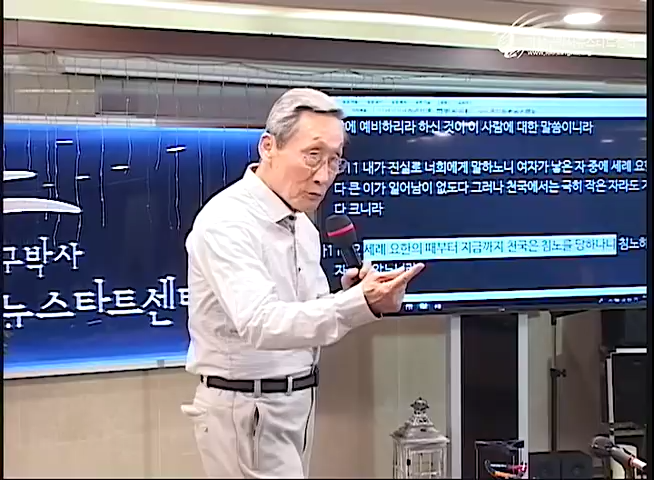 에 예비하리라 하신 것이 이 사람에 대한 말씀이니라
11 내가 진실로 너희에게 말하노니 여자가 낳은 자 중에 세례 요
다 큰 이가 일어남이 없도다 그러나 천국에서는 극히 작은 자라도
다 크니라
세례 요한의 때부터 지금까지 천국은 침노를 당하나니 침노하
구박사
뉴스타트센터